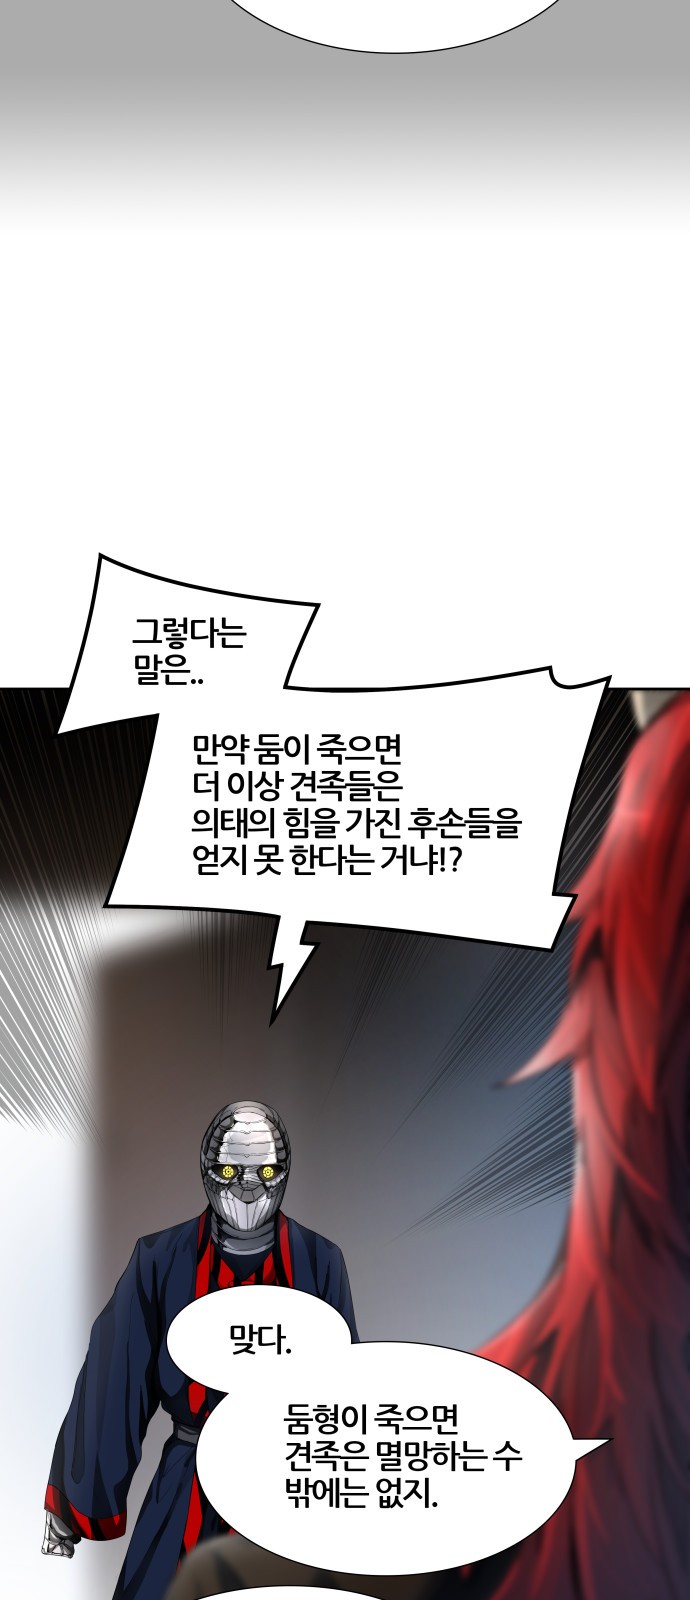 그렇다는
말은..
만약 둠이 죽으면
더 이상 견족들은
의태의 힘을 가진 후손들을
얻지 못 한다는 거냐!?
맞다.
둠형이 죽으면
견족은 멸망하는 수
밖에는 없지.